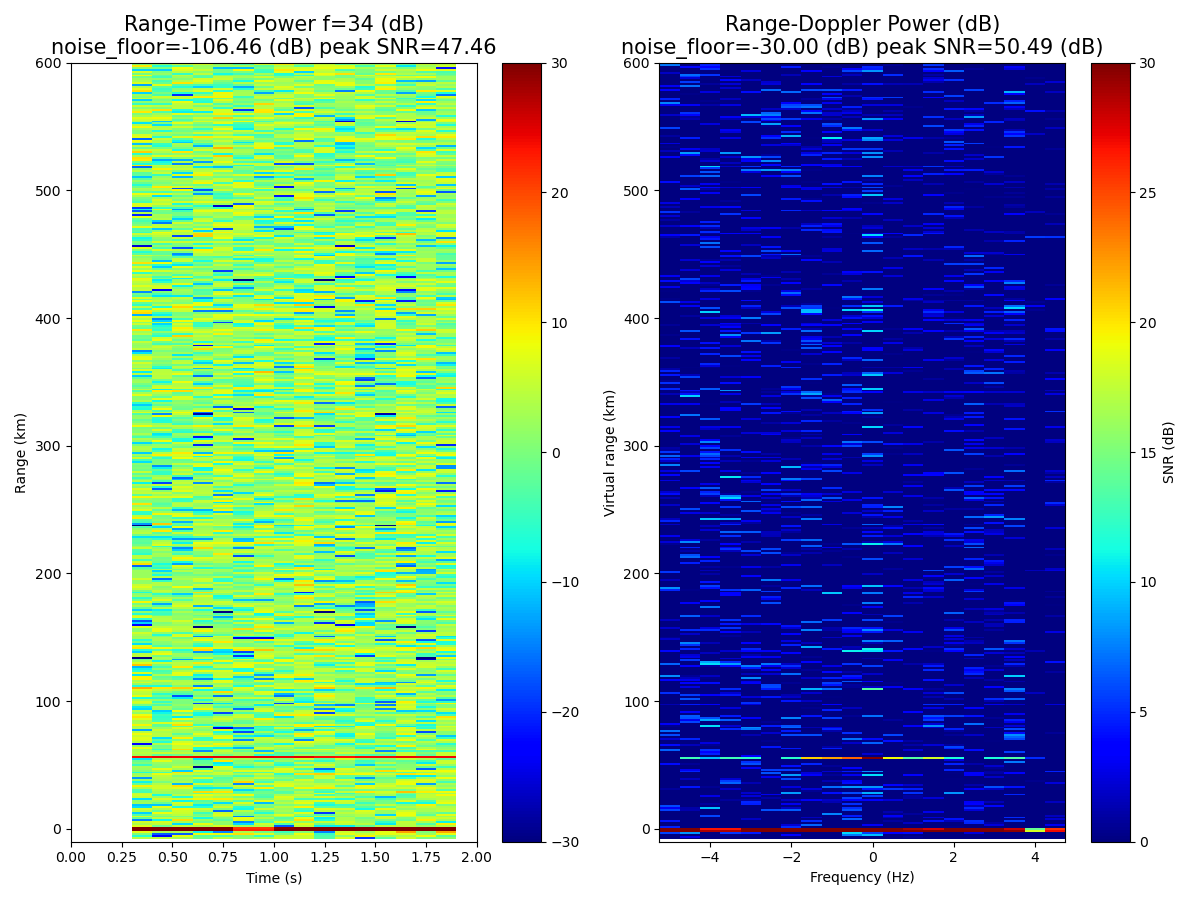 Range-Time Power f=34 (dB)
noise_floor=-106.46 (dB) peak SNR=47.46
600
500
400
300
200
100
0
Range (km)
0.00 0.25 0.50 0.75 1.00 1.25 1.50 1.75 2.00
Time (s)
30
20
10
0
−10
−20
−30
Range-Doppler Power (dB)
noise_floor=-30.00 (dB) peak SNR=50.49 (dB)
600
500
400
300
200
100
0
Virtual range (km)
−4 −2 0 2 4
Frequency (Hz)
30
25
20
15
10
5
0
SNR (dB)